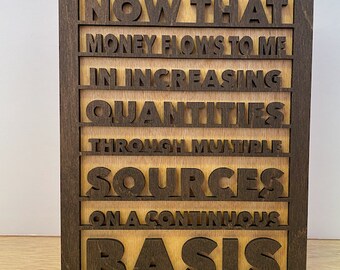 NOW THAT
MONEY FLOWS TO ME
IN INCREASING
QUANTITIES
THROUGH MULTIPLE
SOURCES
ON A CONTINUOUS
BASIS